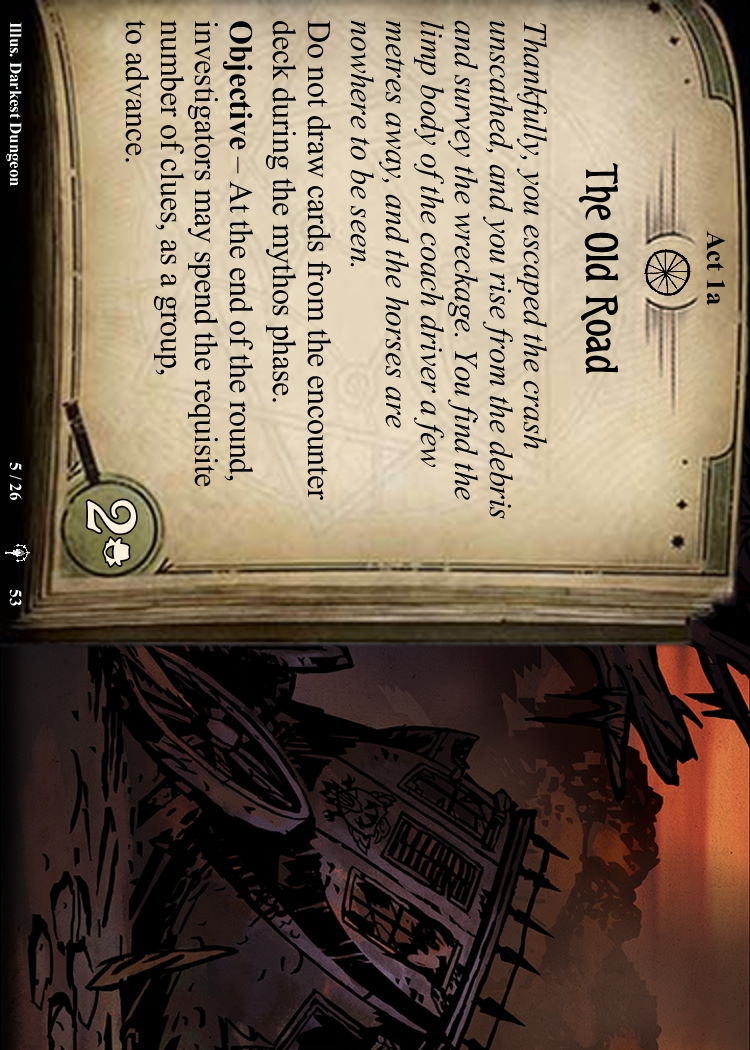 Act 1a
The Old Road
Thankfully, you escaped the crash
unscathed, and you rise from the debris
and survey the wreckage. You find the
limp body of the coach driver a few
metres away, and the horses are
nowhere to be seen.
Do not draw cards from the encounter
deck during the mythos phase.
Objective – At the end of the round,
investigators may spend the requisite
number of clues, as a group,
to advance.
2
Illus. Darkest Dungeon
5 / 26
53